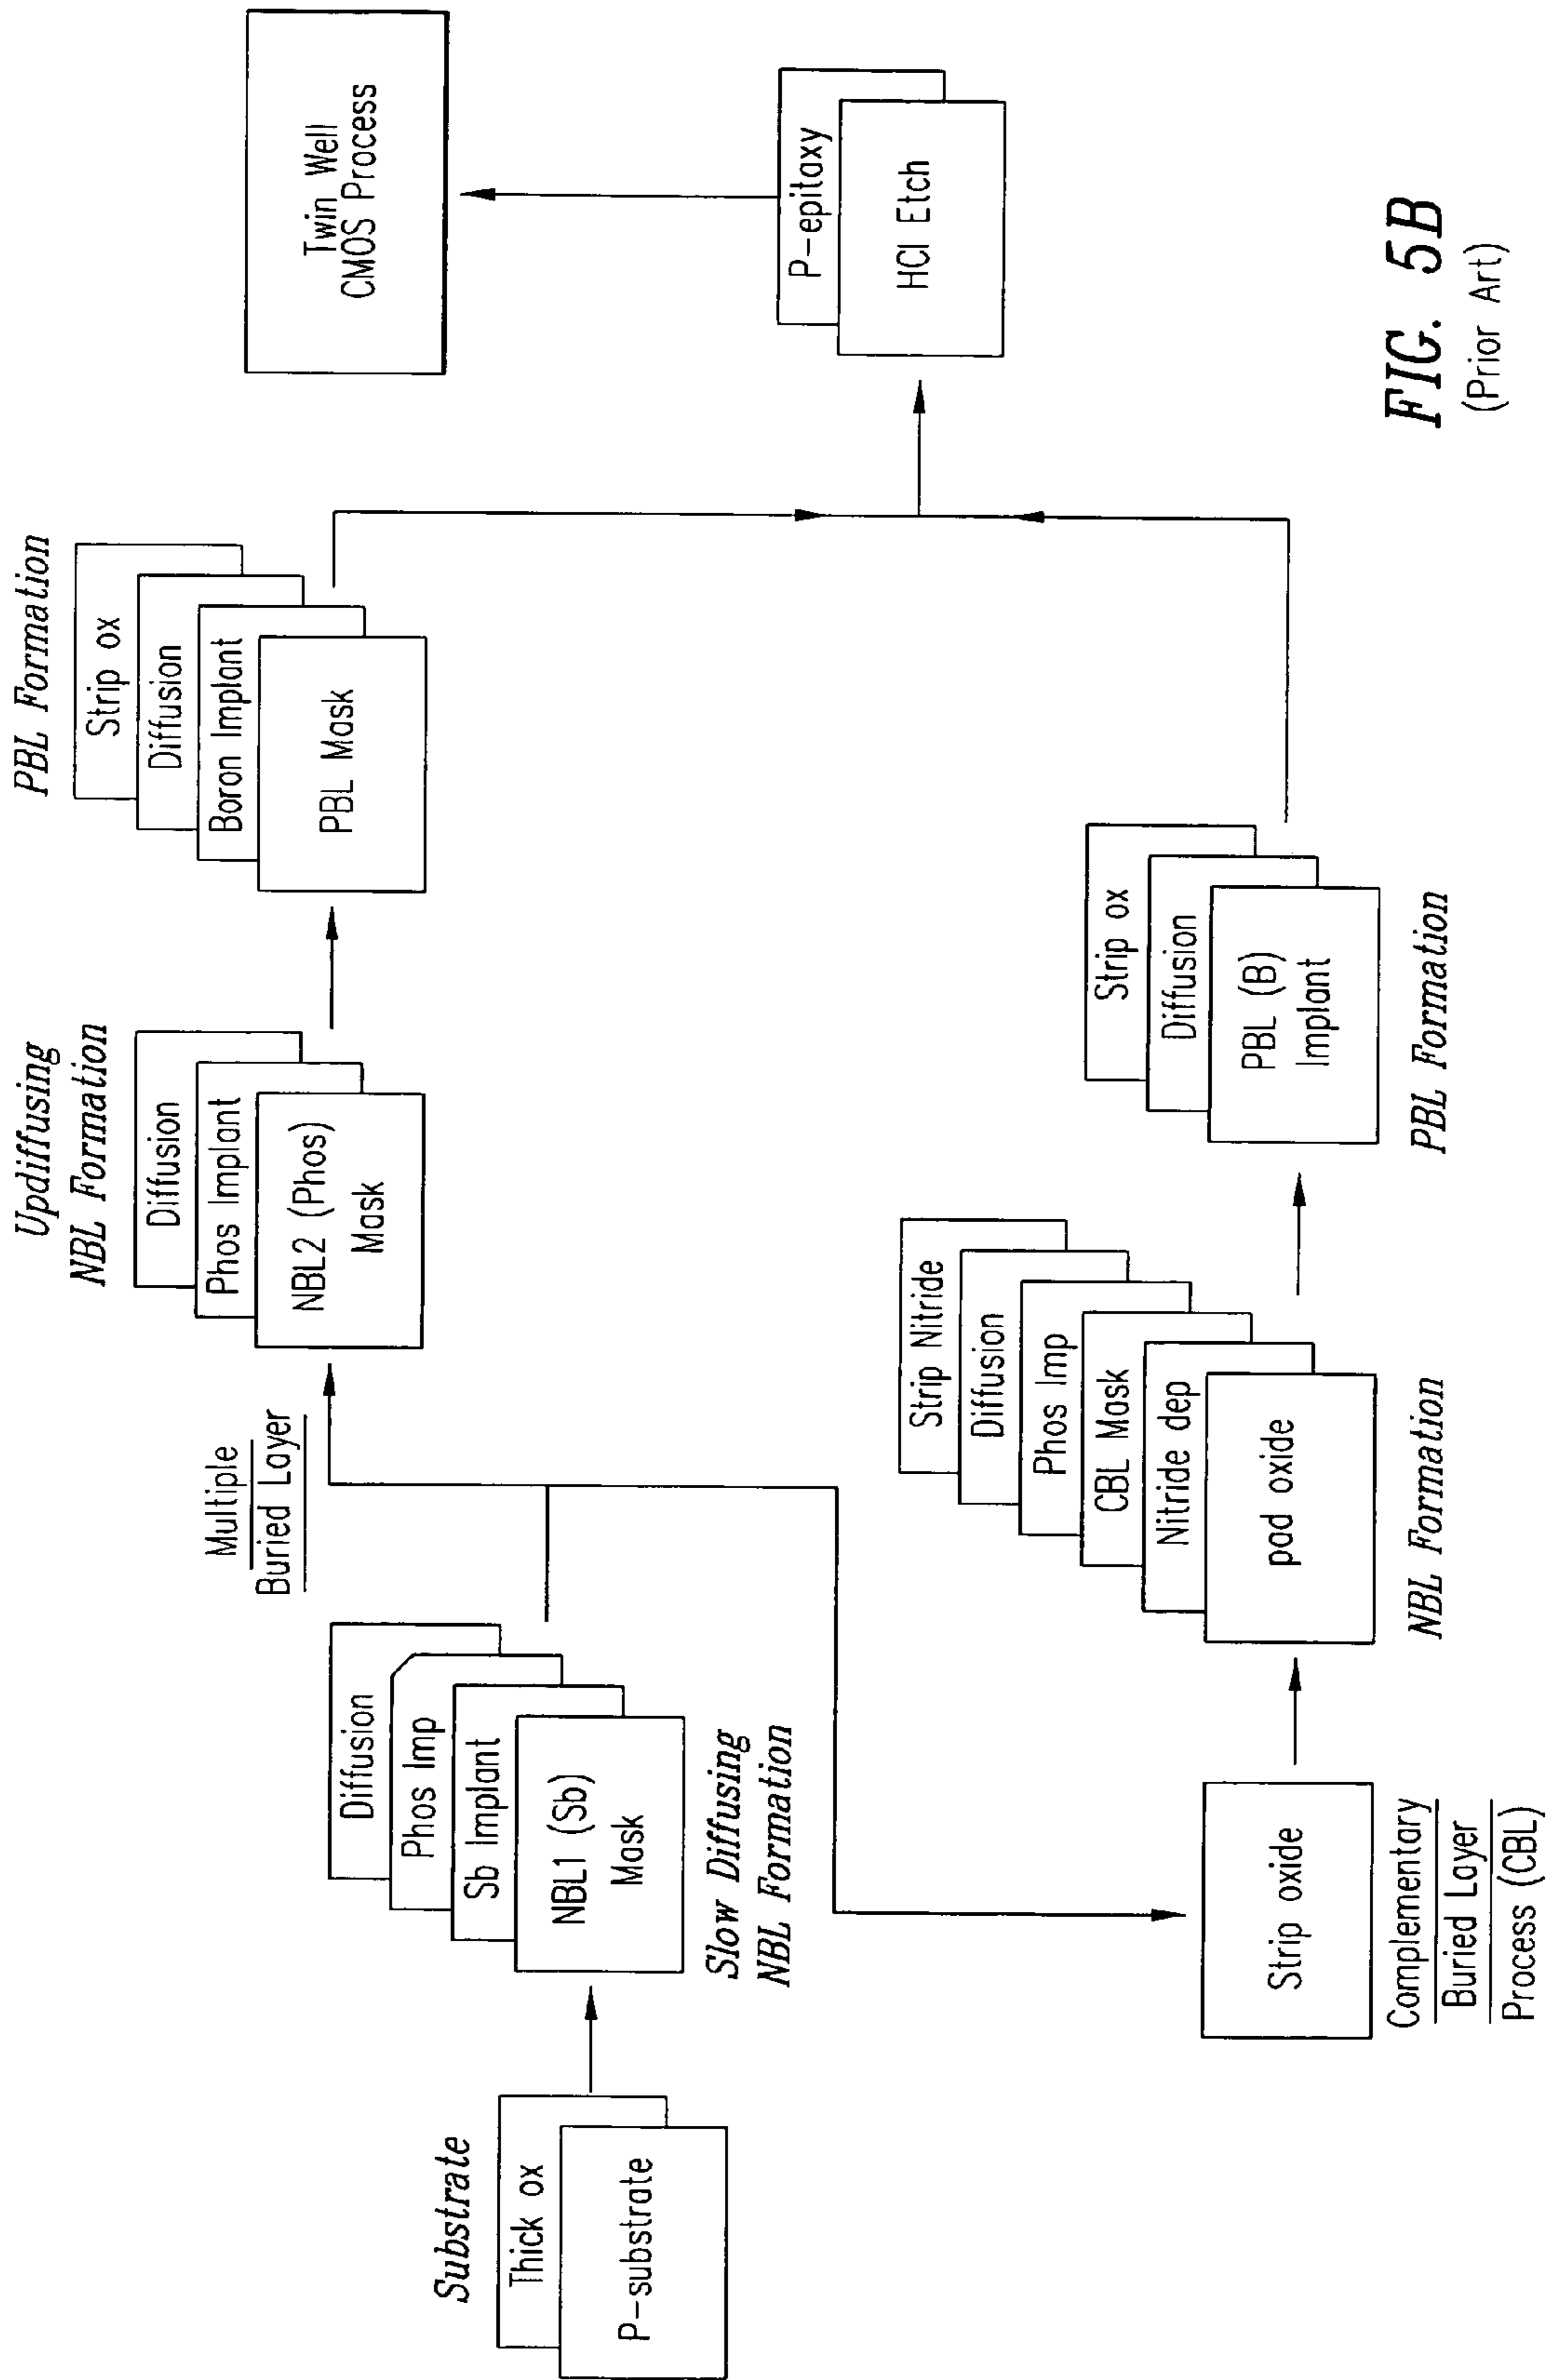 Substrate
Thick ox
P-substrate
Diffusion
Phos Imp
Sb Implant
NBL1 (Sb)
Mask
Slow Diffusing
NBL Formation
Multiple
Buried Layer
Updiffusing
NBL Formation
Diffusion
Phos Implant
NBL2 (Phos)
Mask
PBL Formation
Strip ox
Diffusion
Boron Implant
PBL Mask
Strip oxide
Complementary
Buried Layer
Process (CBL)
Strip Nitride
Diffusion
Phos Imp
CBL Mask
Nitride dep
pad oxide
NBL Formation
Strip ox
Diffusion
PBL (B)
Implant
PBL Formation
P-epitaxy
HCl Etch
Twin Well
CMOS Process
FIG. 5B
(Prior Art)